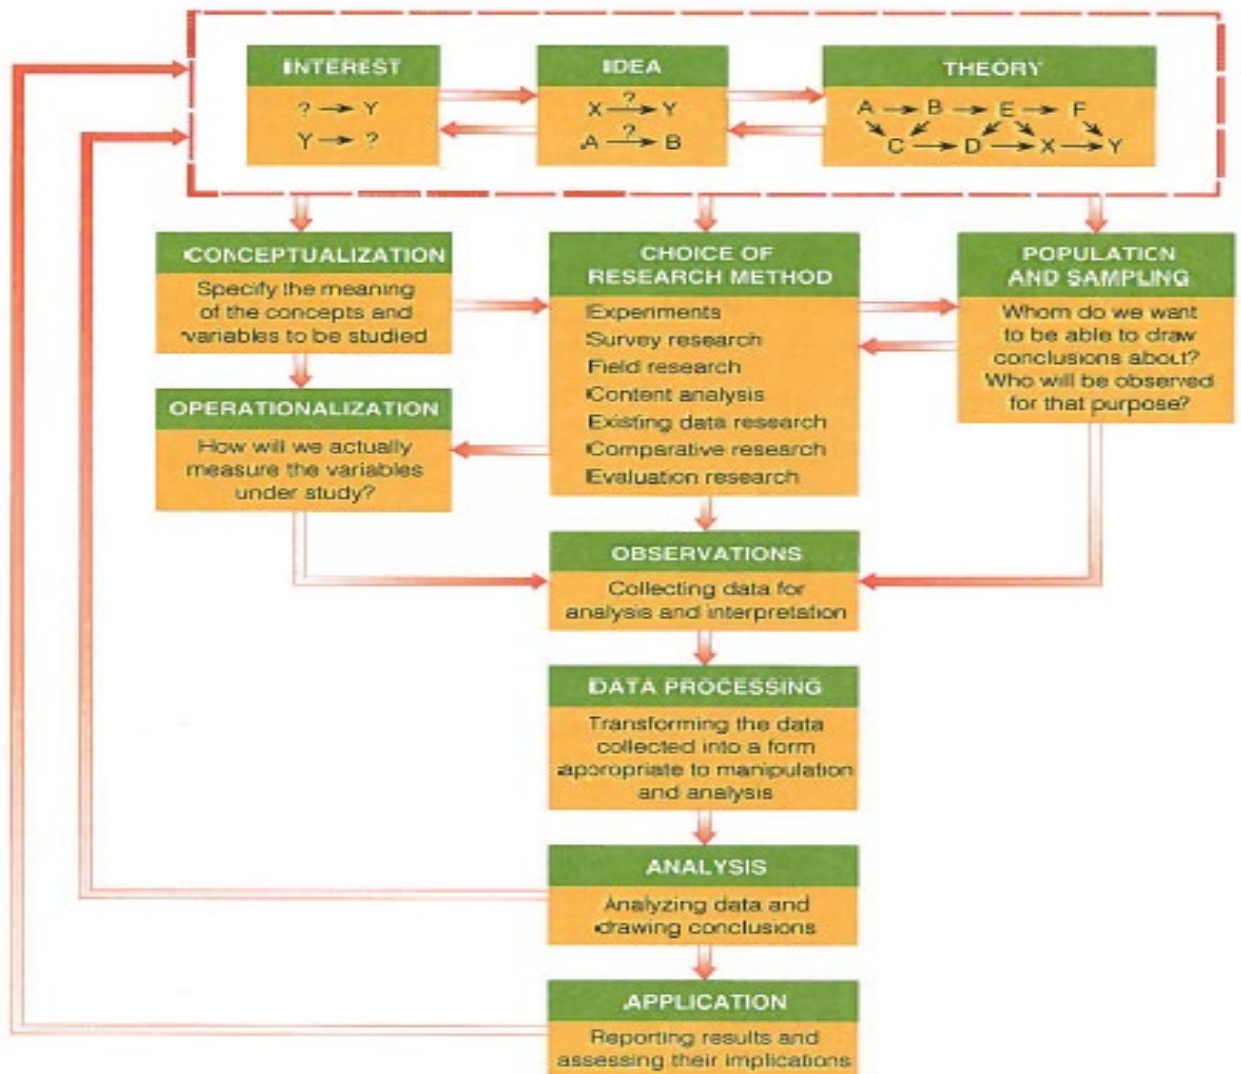 INTEREST
? → Y
Y → ?
IDEA
?
X → Y
?
A → B
THEORY
A → B → E → F
C → D → X → Y
CONCEPTUALIZATION
Specify the meaning
of the concepts and
variables to be studied
CHOICE OF
RESEARCH METHOD
Experiments
Survey research
Field research
Content analysis
Existing data research
Comparative research
Evaluation research
POPULATION
AND SAMPLING
Whom do we want
to be able to draw
conclusions about?
Who will be observed
for that purpose?
OPERATIONALIZATION
How will we actually
measure the variables
under study?
OBSERVATIONS
Collecting data for
analysis and interpretation
DATA PROCESSING
Transforming the data
collected into a form
appropriate to manipulation
and analysis
ANALYSIS
Analyzing data and
drawing conclusions
APPLICATION
Reporting results and
assessing their implications